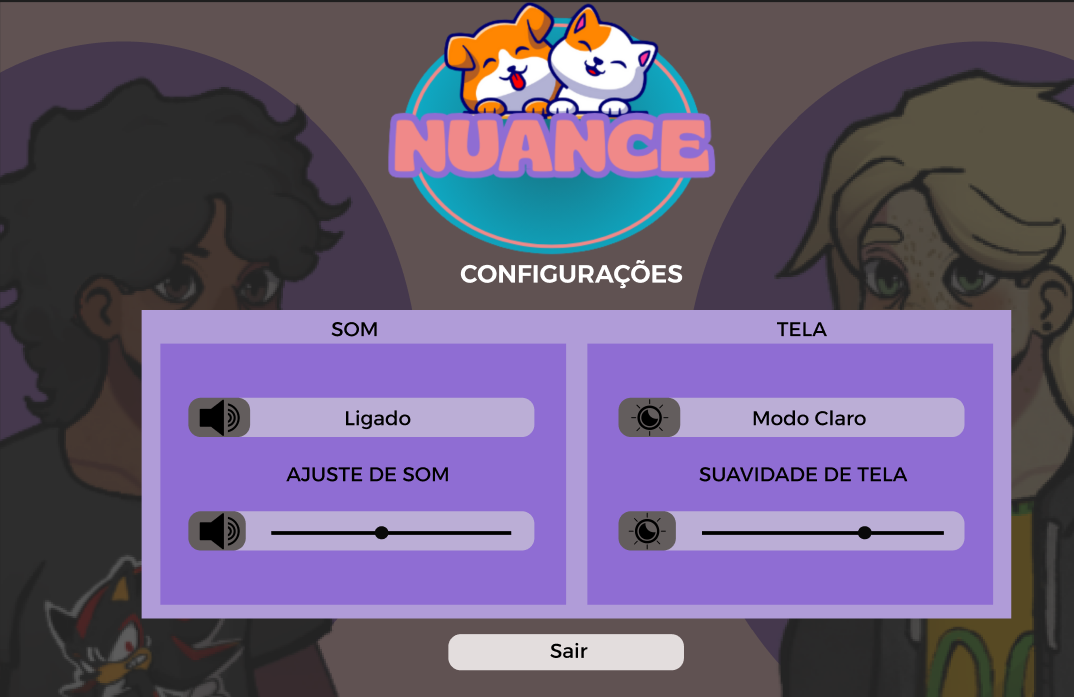 NUANCE
CONFIGURAÇÕES
SOM
Ligado
AJUSTE DE SOM
TELA
Modo Claro
SUAVIDADE DE TELA
Sair